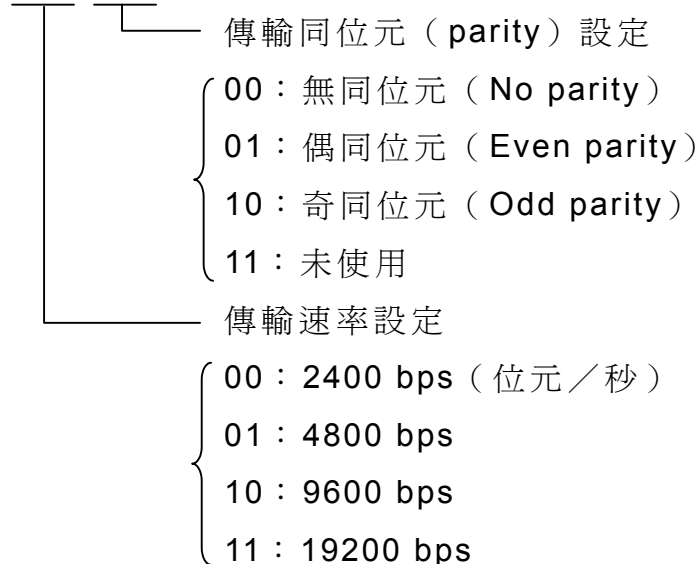 傳輸同位元（parity）設定
00：無同位元（No parity）
01：偶同位元（Even parity）
10：奇同位元（Odd parity）
11：未使用
傳輸速率設定
00：2400 bps（位元／秒）
01：4800 bps
10：9600 bps
11：19200 bps